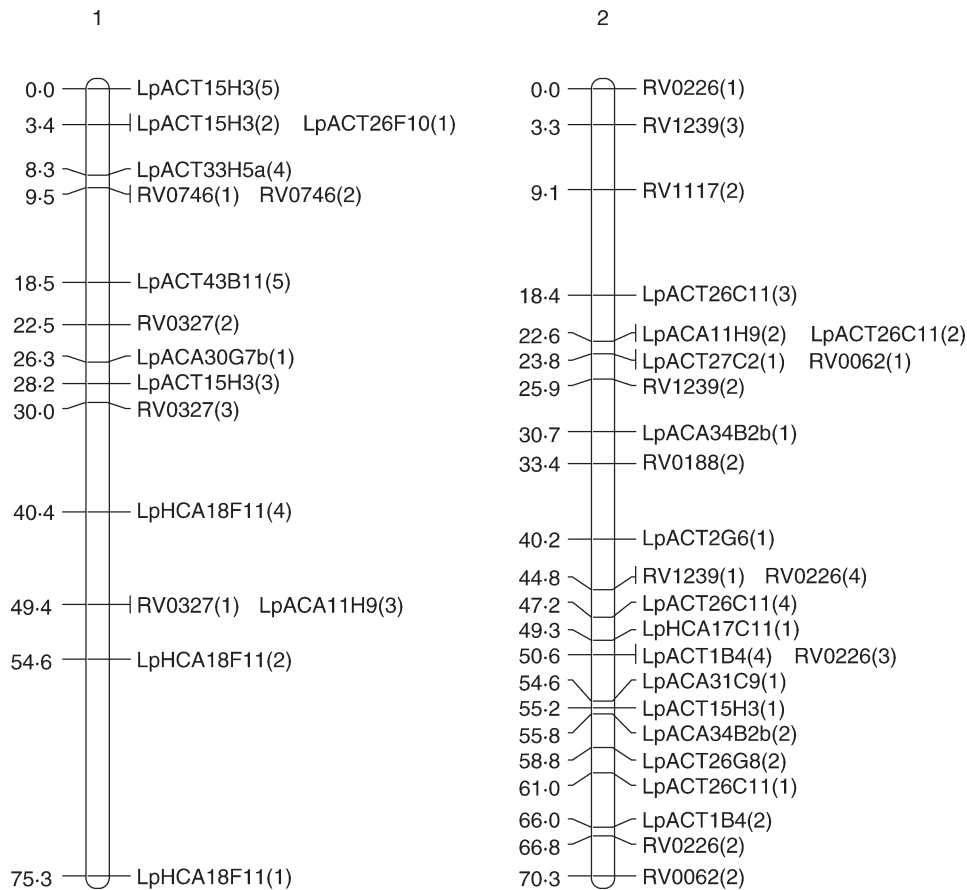 1
0·0 LpACT15H3(5)
3·4 LpACT15H3(2) LpACT26F10(1)
8·3 LpACT33H5a(4)
9·5 RV0746(1) RV0746(2)
18·5 LpACT43B11(5)
22·5 RV0327(2)
26·3 LpACA30G7b(1)
28·2 LpACT15H3(3)
30·0 RV0327(3)
40·4 LpHCA18F11(4)
49·4 RV0327(1) LpACA11H9(3)
54·6 LpHCA18F11(2)
75·3 LpHCA18F11(1)
2
0·0 RV0226(1)
3·3 RV1239(3)
9·1 RV1117(2)
18·4 LpACT26C11(3)
22·6 LpACA11H9(2) LpACT26C11(2)
23·8 LpACT27C2(1) RV0062(1)
25·9 RV1239(2)
30·7 LpACA34B2b(1)
33·4 RV0188(2)
40·2 LpACT2G6(1)
44·8 RV1239(1) RV0226(4)
47·2 LpACT26C11(4)
49·3 LpHCA17C11(1)
50·6 LpACT1B4(4) RV0226(3)
54·6 LpACA31C9(1)
55·2 LpACT15H3(1)
55·8 LpACA34B2b(2)
58·8 LpACT26G8(2)
61·0 LpACT26C11(1)
66·0 LpACT1B4(2)
66·8 RV0226(2)
70·3 RV0062(2)